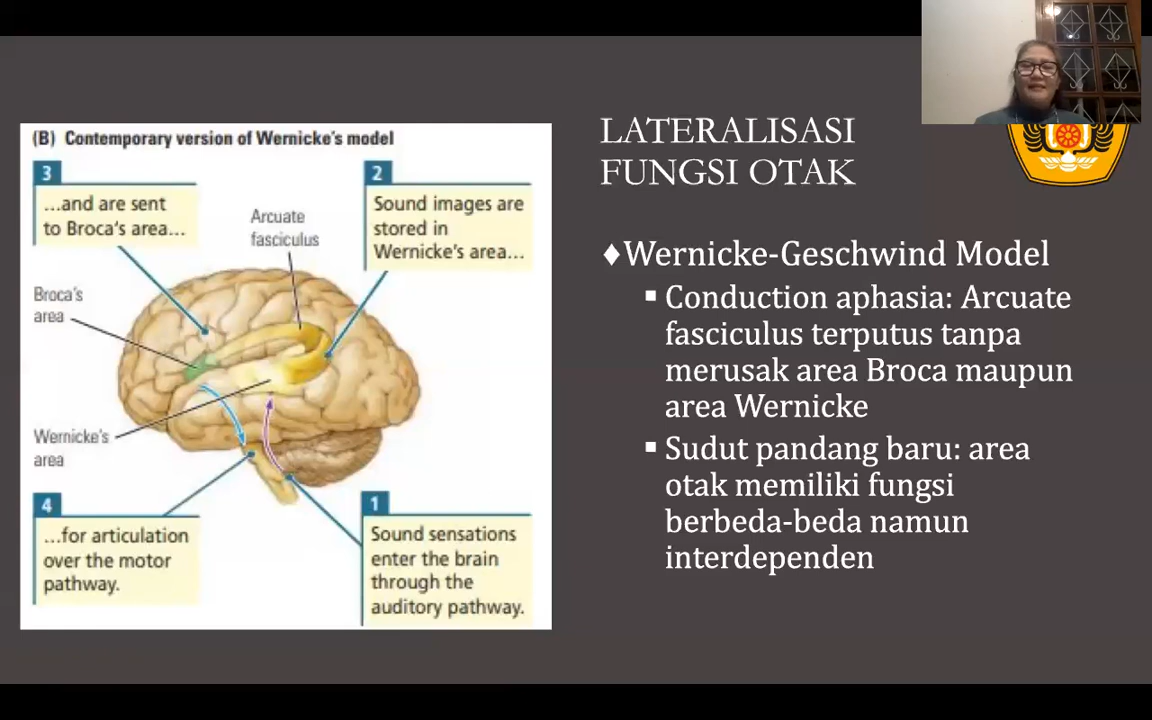 (B) Contemporary version of Wernicke's model
3
...and are sent
to Broca's area...
2
Sound images are
stored in
Wernicke's area...
Arcuate
fasciculus
Broca's
area
Wernicke's
area
4
...for articulation
over the motor
pathway.
1
Sound sensations
enter the brain
through the
auditory pathway.
LATERALISASI
FUNGSI OTAK
♦Wernicke-Geschwind Model
▪ Conduction aphasia: Arcuate
fasciculus terputus tanpa
merusak area Broca maupun
area Wernicke
▪ Sudut pandang baru: area
otak memiliki fungsi
berbeda-beda namun
interdependen